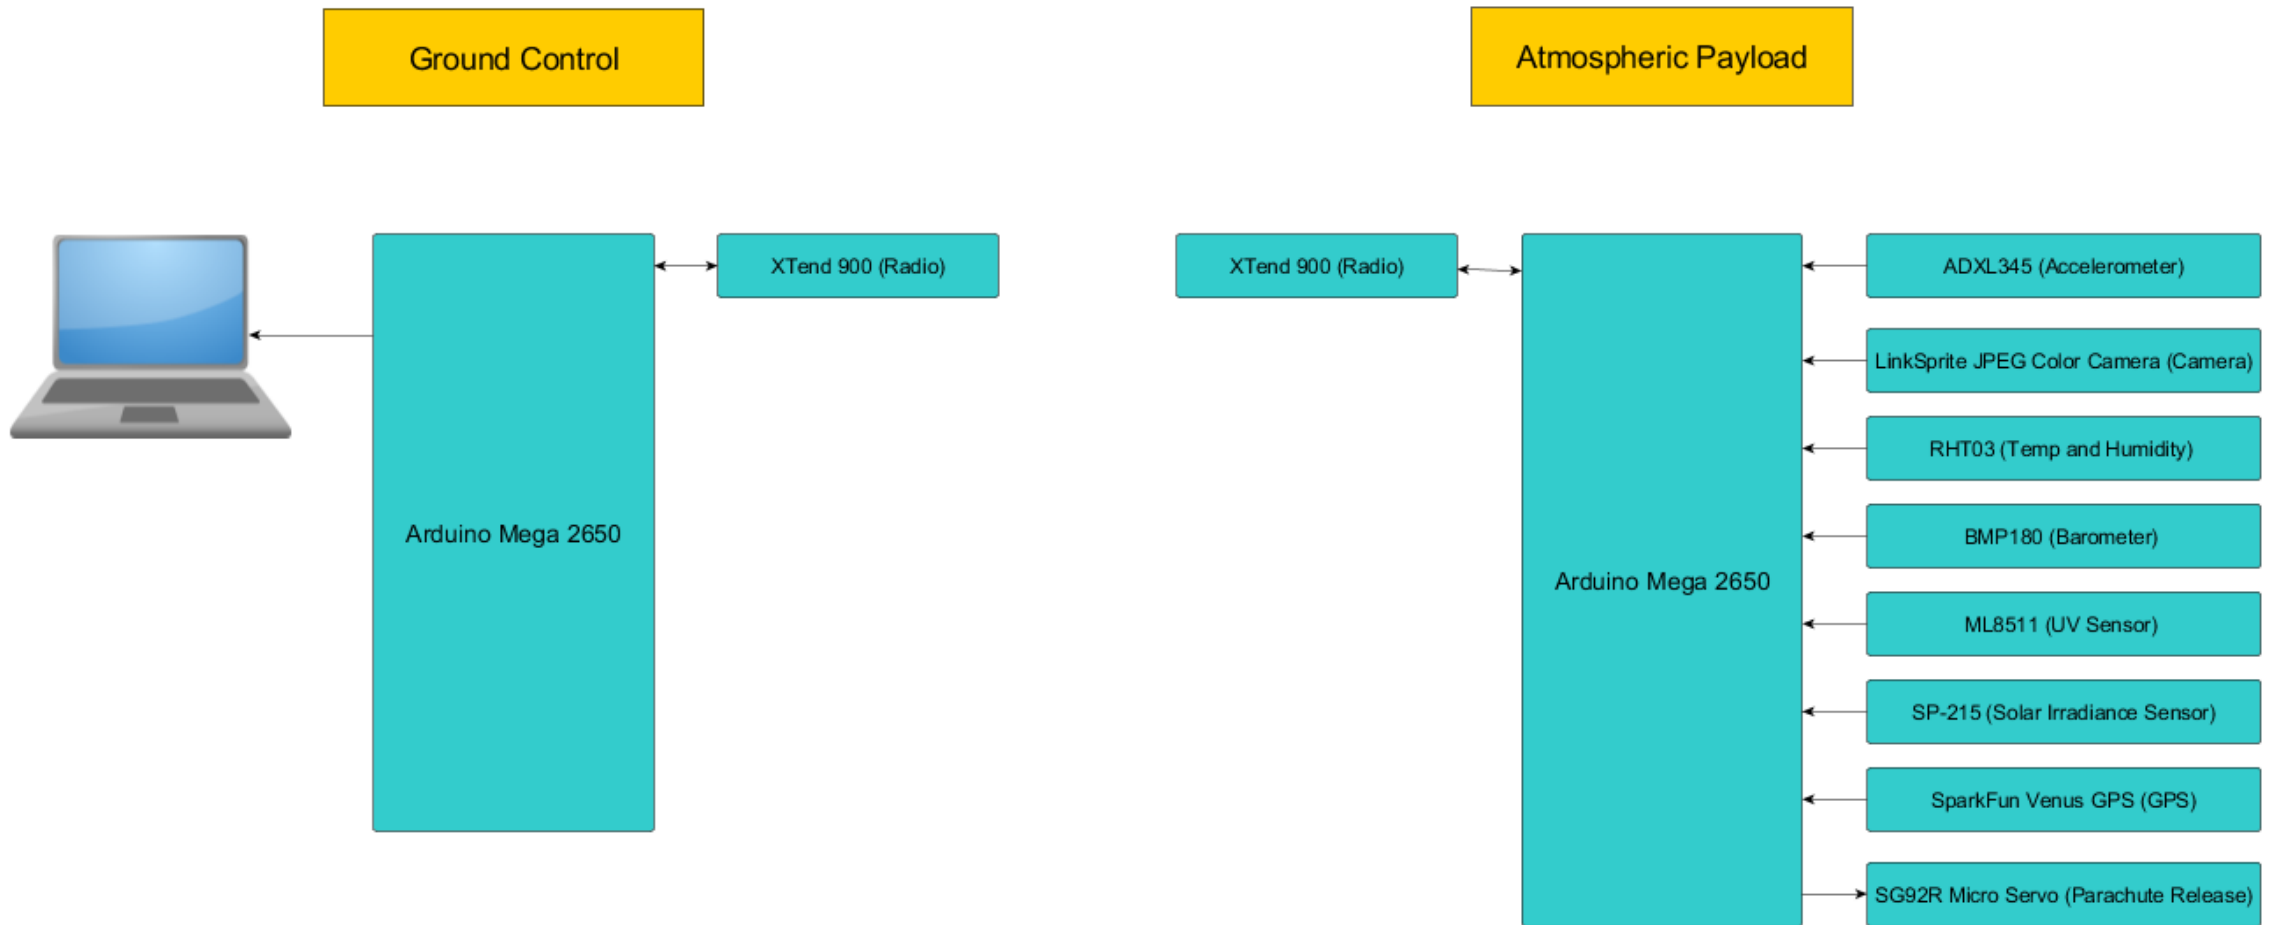 Ground Control
Atmospheric Payload
XTend 900 (Radio)
Arduino Mega 2650
XTend 900 (Radio)
Arduino Mega 2650
ADXL345 (Accelerometer)
LinkSprite JPEG Color Camera (Camera)
RHT03 (Temp and Humidity)
BMP180 (Barometer)
ML8511 (UV Sensor)
SP-215 (Solar Irradiance Sensor)
SparkFun Venus GPS (GPS)
SG92R Micro Servo (Parachute Release)